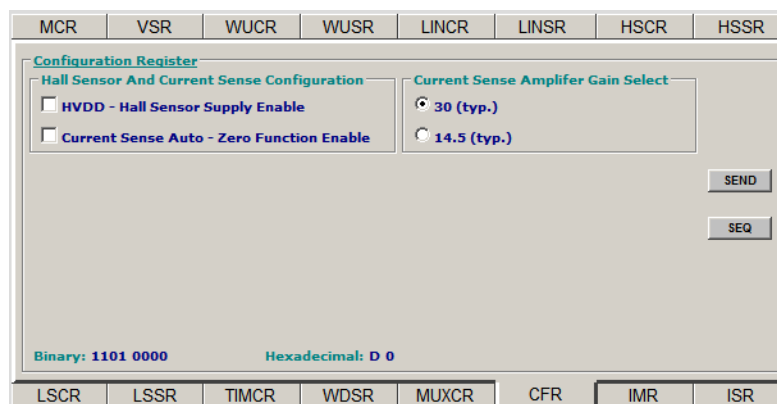 MCR VSR WUCR WUSR LINCR LINSR HSCR HSSR
Configuration Register
Hall Sensor And Current Sense Configuration
HVDD - Hall Sensor Supply Enable
Current Sense Auto - Zero Function Enable
Current Sense Amplifer Gain Select
30 (typ.)
14.5 (typ.)
SEND
SEQ
Binary: 1101 0000 Hexadecimal: D 0
LSCR LSSR TIMCR WDSR MUXCR CFR IMR ISR